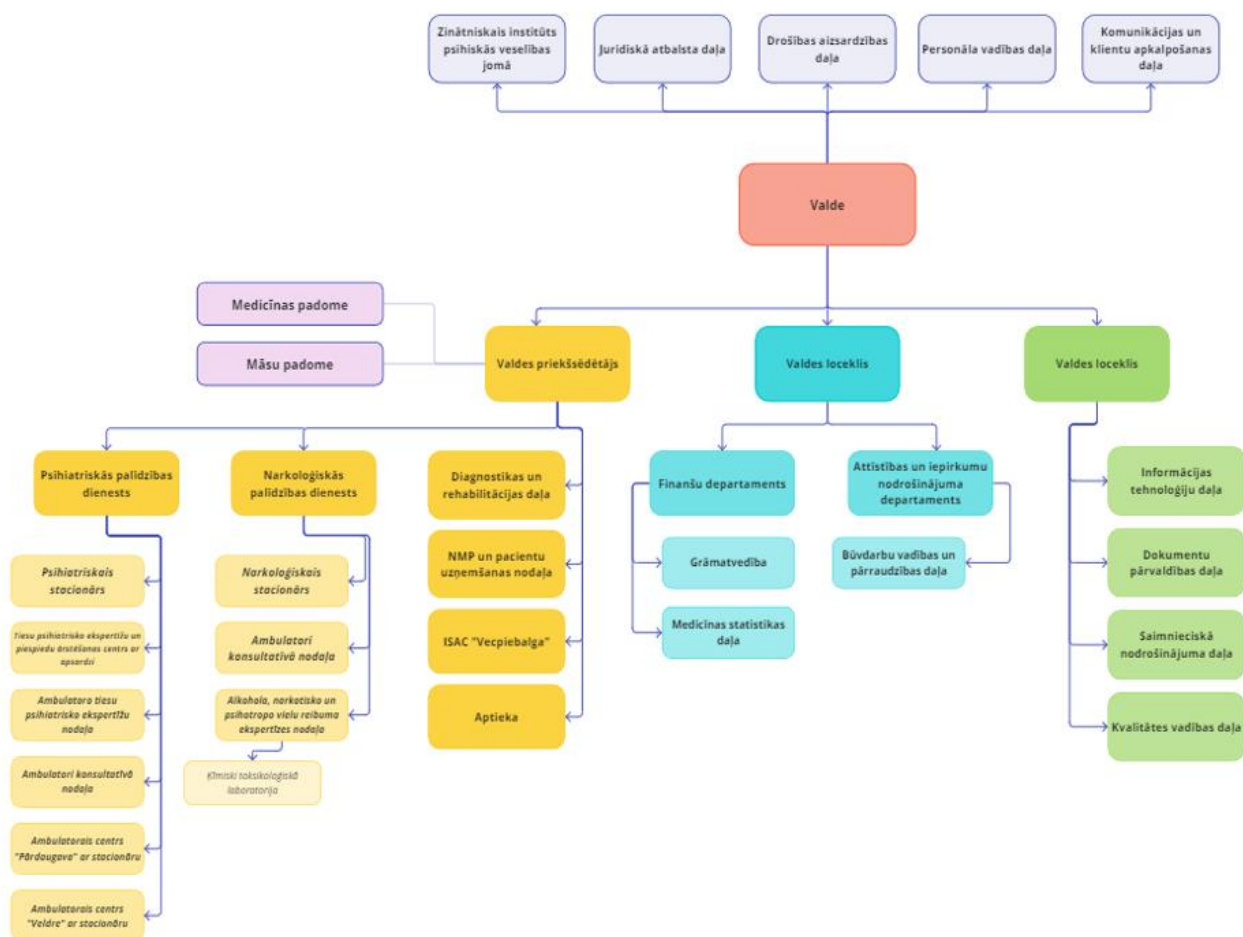 Zinātniskais institūts
psihiskās veselības
jomā
Juridiskā atbalsta daļa
Drošības aizsardzības
daļa
Personāla vadības daļa
Komunikācijas un
klientu apkalpošanas
daļa
Valde
Medicīnas padome
Māsu padome
Valdes priekšsēdētājs
Valdes loceklis
Valdes loceklis
Psihiatriskās palīdzības
dienests
Psihiatriskais
stacionārs
Tiesu psihiatrisko ekspertīžu un
piespiedu ārstēšanas centrs ar
apsardzi
Ambulatoro tiesu
psihiatrisko ekspertīžu
nodaļa
Ambulatori konsultatīvā
nodaļa
Ambulatorais centrs
"Pārdaugava" ar stacionāru
Ambulatorais centrs
"Veldre" ar stacionāru
Narkoloģiskās
palīdzības dienests
Narkoloģiskais
stacionārs
Ambulatori
konsultatīvā nodaļa
Alkohola, narkotisko un
psihotropo vielu reibuma
ekspertīzes nodaļa
Ķīmiski toksikoloģiskā
laboratorija
Diagnostikas un
rehabilitācijas daļa
NMP un pacientu
uzņemšanas nodaļa
ISAC "Vecpiebalga"
Aptieka
Finanšu departaments
Grāmatvedība
Medicīnas statistikas
daļa
Attīstības un iepirkumu
nodrošinājuma
departaments
Būvdarbu vadības un
pārraudzības daļa
Informācijas
tehnoloģiju daļa
Dokumentu
pārvaldības daļa
Saimnieciskā
nodrošinājuma daļa
Kvalitātes vadības daļa